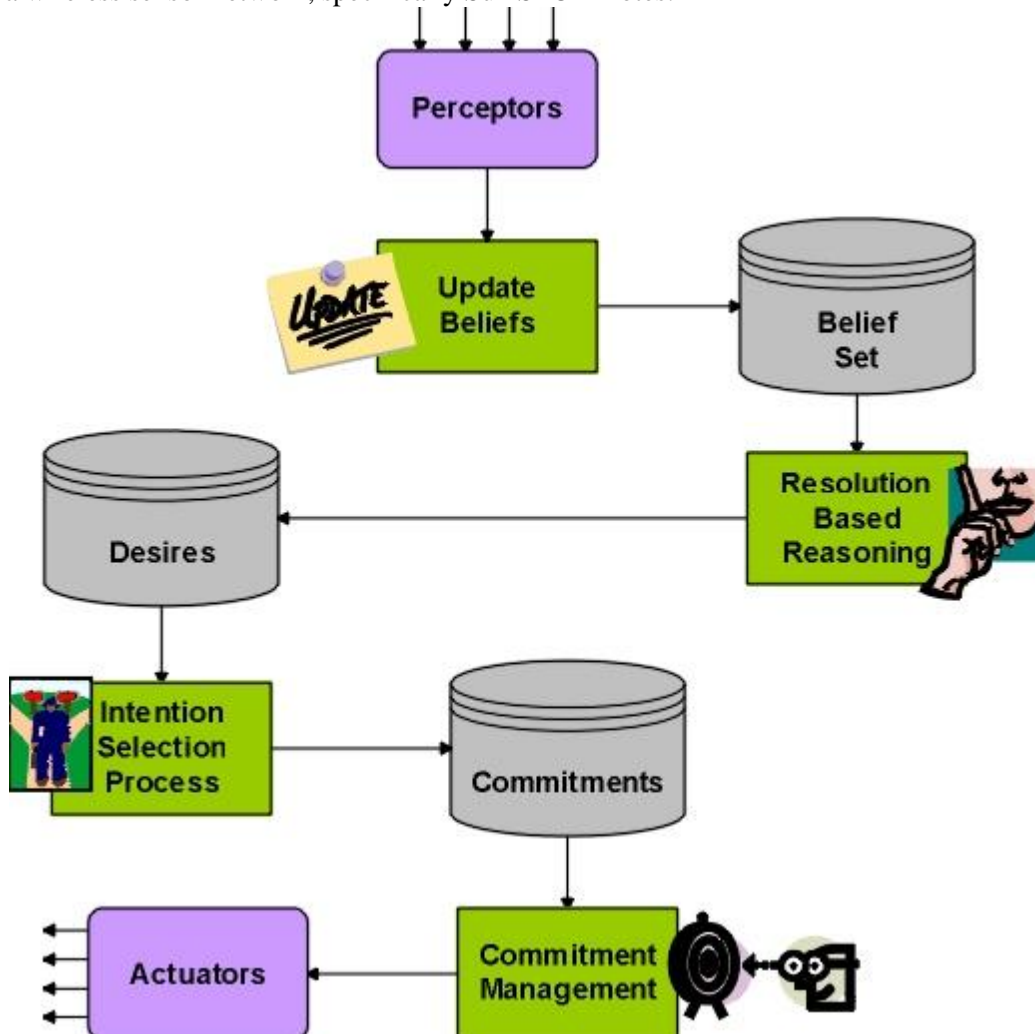 Perceptors
UPDATE
Update
Beliefs
Belief
Set
Resolution
Based
Reasoning
Desires
Intention
Selection
Process
Commitments
Actuators
Commitment
Management